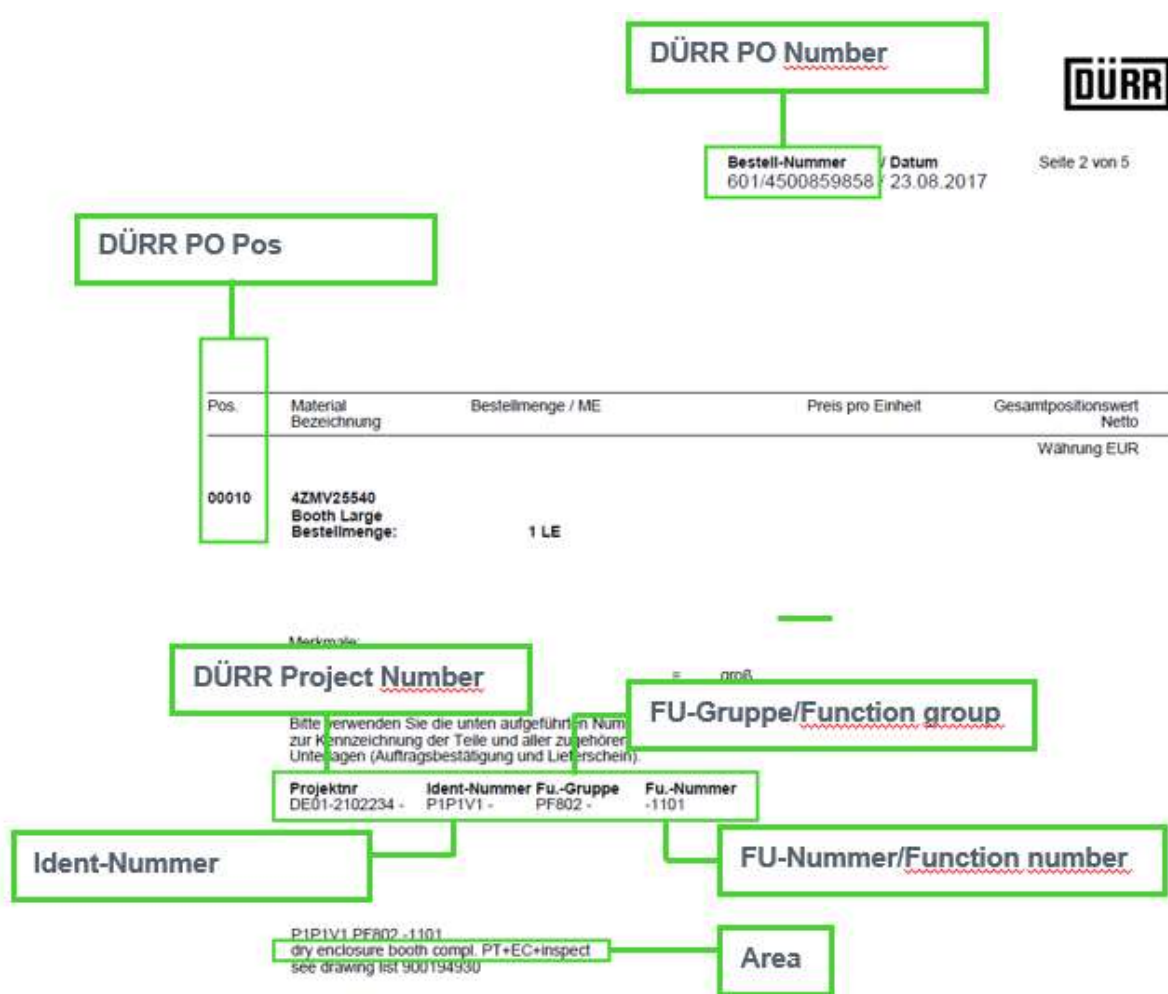 DÜRR PO Number
DÜRR
Bestell-Nummer / Datum
601/4500859858 / 23.08.2017
Seite 2 von 5
DÜRR PO Pos
Pos. Material Bestellmenge / ME Preis pro Einheit Gesamtpositionswert
Bezeichnung Netto
Währung EUR
00010 4ZMV25540
Booth Large
Bestellmenge: 1 LE
Merkmale:
= groß
DÜRR Project Number
FU-Gruppe/Function group
Bitte verwenden Sie die unten aufgeführten
zur Kennzeichnung der Teile und aller
Unterlagen (Auftragsbestätigung und Lieferschein).
Projektnr Ident-Nummer Fu.-Gruppe Fu.-Nummer
DE01-2102234 - P1P1V1 - PF802 - -1101
Ident-Nummer
FU-Nummer/Function number
P1P1V1 PF802 -1101
dry enclosure booth compl. PT+EC+inspect
see drawing list 900194930
Area